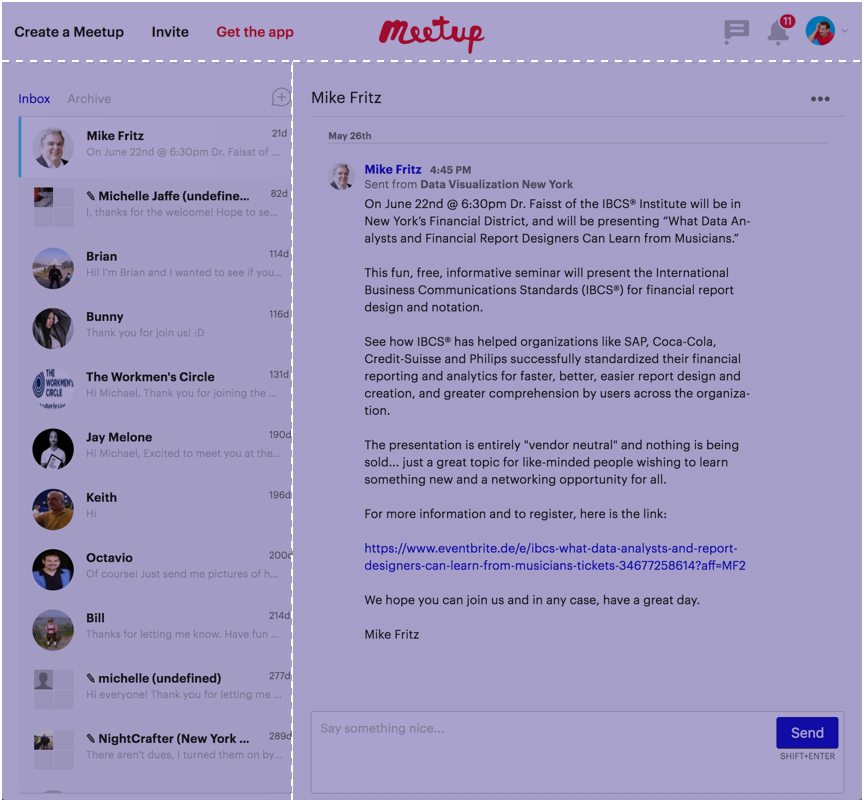 Create a Meetup Invite Get the app Meetup 11
Inbox Archive
Mike Fritz 21d
On June 22nd @ 6:30pm Dr. Faisst of ...
Michelle Jaffe (undefine... 82d
I, thanks for the welcome! Hope to se...
Brian 114d
Hi! I'm Brian and I wanted to see if you...
Bunny 116d
Thank you for join us! :D
THE WORKMEN'S CIRCLE
The Workmen's Circle 131d
Hi Michael, Thank you for joining the ...
Jay Melone 190d
Hi Michael, Excited to meet you at the...
Keith 196d
Hi
Octavio 200d
Of course! Just send me pictures of h...
Bill 214d
Thanks for letting me know. Have fun ...
michelle (undefined) 277d
Hi everyone! Thank you for letting me ...
NightCrafter (New York ... 289d
There aren't dues, I turned them on by...
Mike Fritz
May 26th
Mike Fritz 4:45 PM
Sent from Data Visualization New York
On June 22nd @ 6:30pm Dr. Faisst of the IBCS® Institute will be in
New York's Financial District, and will be presenting “What Data An-
alysts and Financial Report Designers Can Learn from Musicians.”
This fun, free, informative seminar will present the International
Business Communications Standards (IBCS®) for financial report
design and notation.
See how IBCS® has helped organizations like SAP, Coca-Cola,
Credit-Suisse and Philips successfully standardized their financial
reporting and analytics for faster, better, easier report design and
creation, and greater comprehension by users across the organiza-
tion.
The presentation is entirely "vendor neutral" and nothing is being
sold... just a great topic for like-minded people wishing to learn
something new and a networking opportunity for all.
For more information and to register, here is the link:
https://www.eventbrite.de/e/ibcs-what-data-analysts-and-report-
designers-can-learn-from-musicians-tickets-34677258614?aff=MF2
We hope you can join us and in any case, have a great day.
Mike Fritz
Say something nice...
Send
SHIFT+ENTER